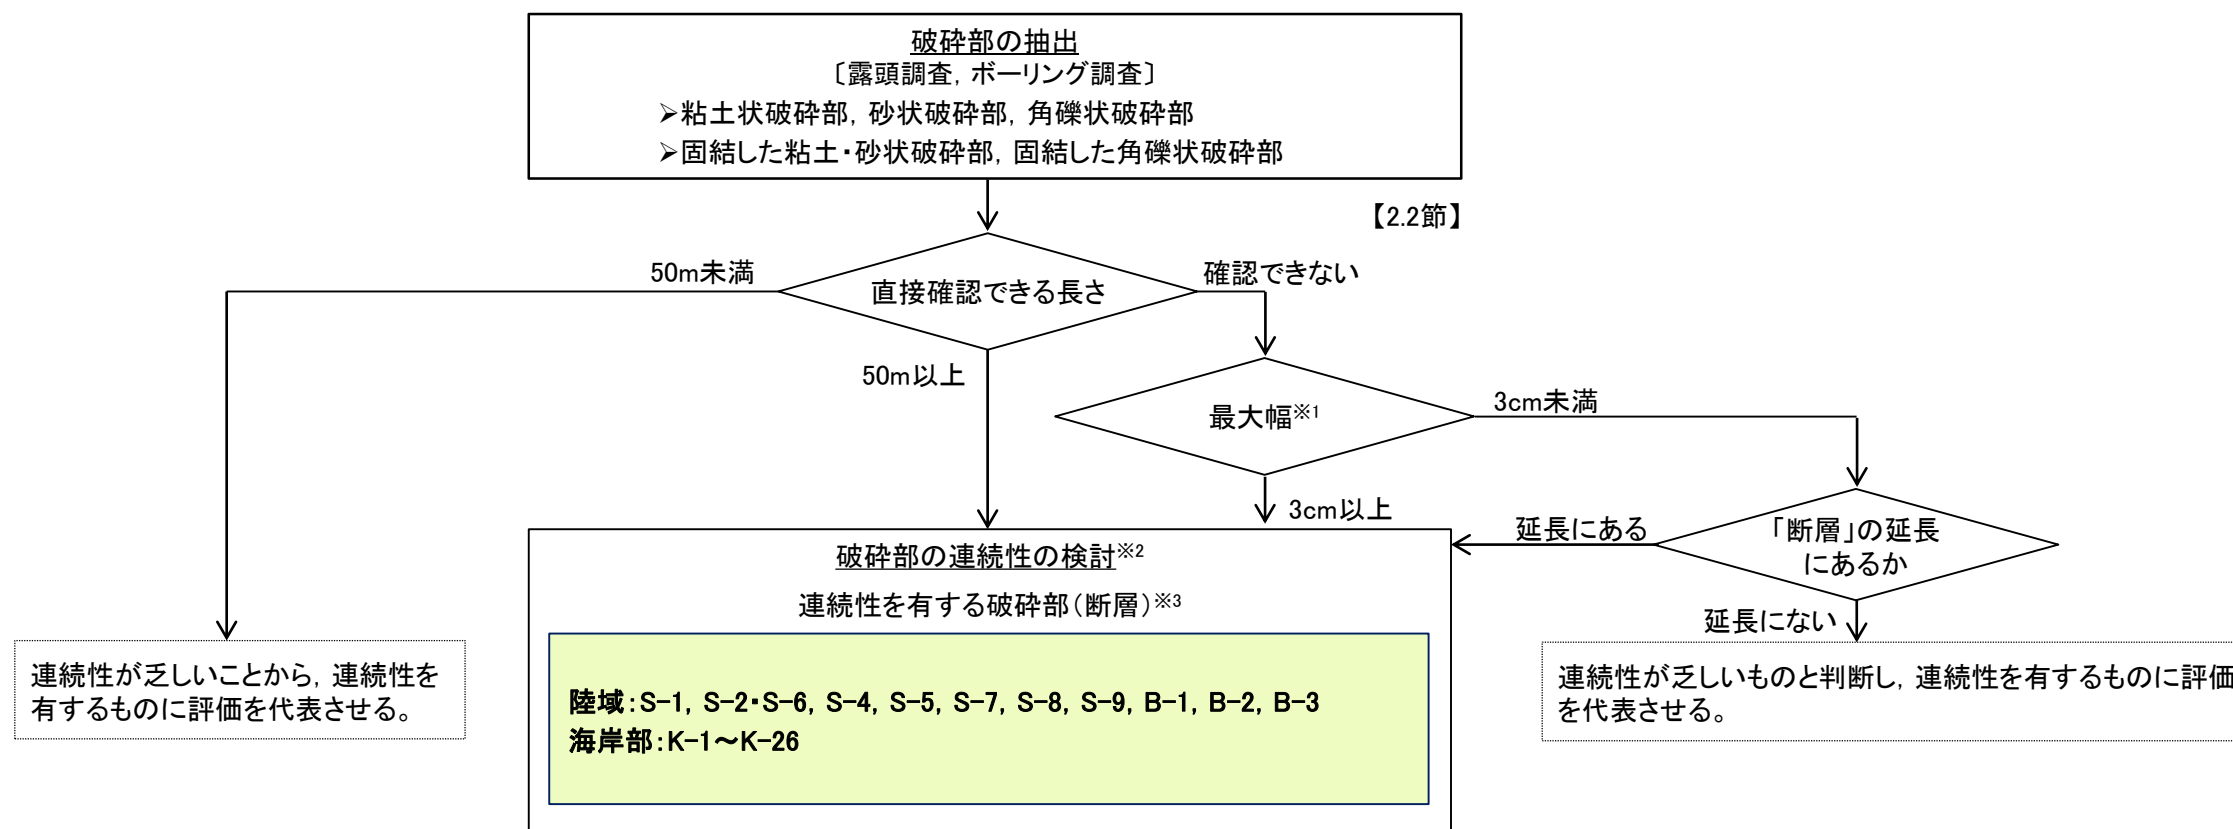 破砕部の抽出
〔露頭調査, ボーリング調査〕
➢粘土状破砕部, 砂状破砕部, 角礫状破砕部
➢固結した粘土・砂状破砕部, 固結した角礫状破砕部
【2.2節】
50m未満
直接確認できる長さ
確認できない
50m以上
最大幅※1
3cm未満
3cm以上
「断層」の延長
にあるか
延長にある
延長にない
破砕部の連続性の検討※2
連続性を有する破砕部（断層）※3
陸域：S-1, S-2・S-6, S-4, S-5, S-7, S-8, S-9, B-1, B-2, B-3
海岸部：K-1～K-26
連続性が乏しいことから, 連続性を
有するものに評価を代表させる。
連続性が乏しいものと判断し, 連続性を有するものに評価
を代表させる。